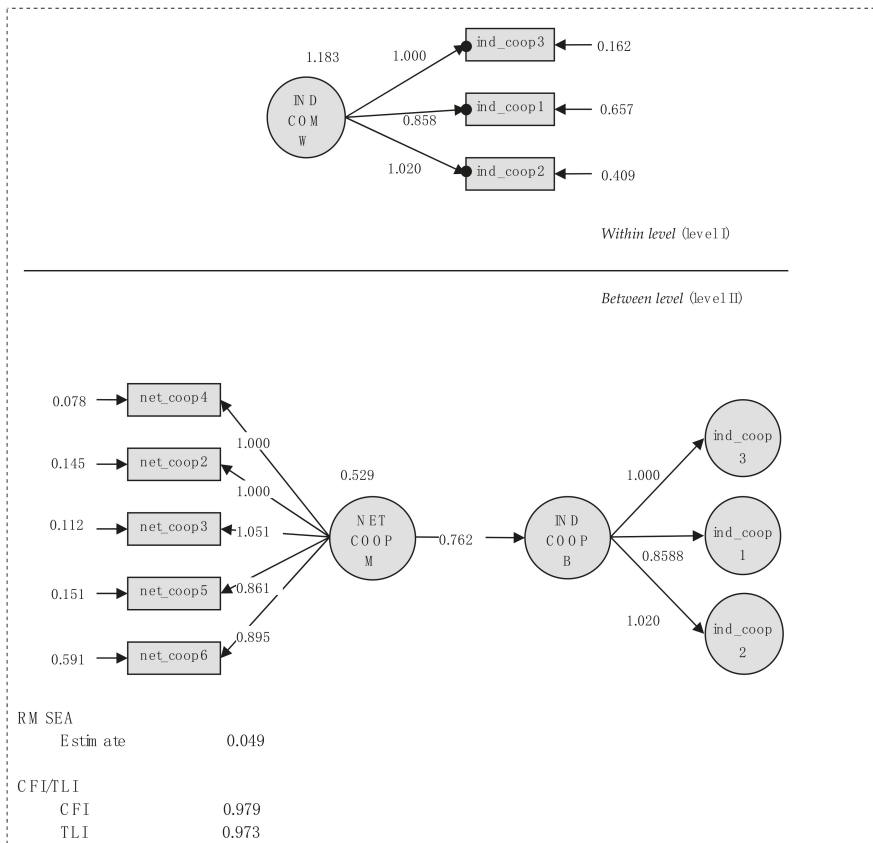 1.183
1.000
ind_coop3
0.162
IND
COM
W
0.858
ind_coop1
0.657
1.020
ind_coop2
0.409
Within level (level I)
Between level (level II)
0.078
net_coop4
1.000
0.145
net_coop2
1.000
0.112
net_coop3
1.051
0.151
net_coop5
0.861
0.591
net_coop6
0.895
0.529
NET
COOP
M
0.762
IND
COOP
B
1.000
ind_coop
3
0.8588
ind_coop
1
1.020
ind_coop
2
RMSEA
Estimate 0.049
CFI/TLI
CFI 0.979
TLI 0.973